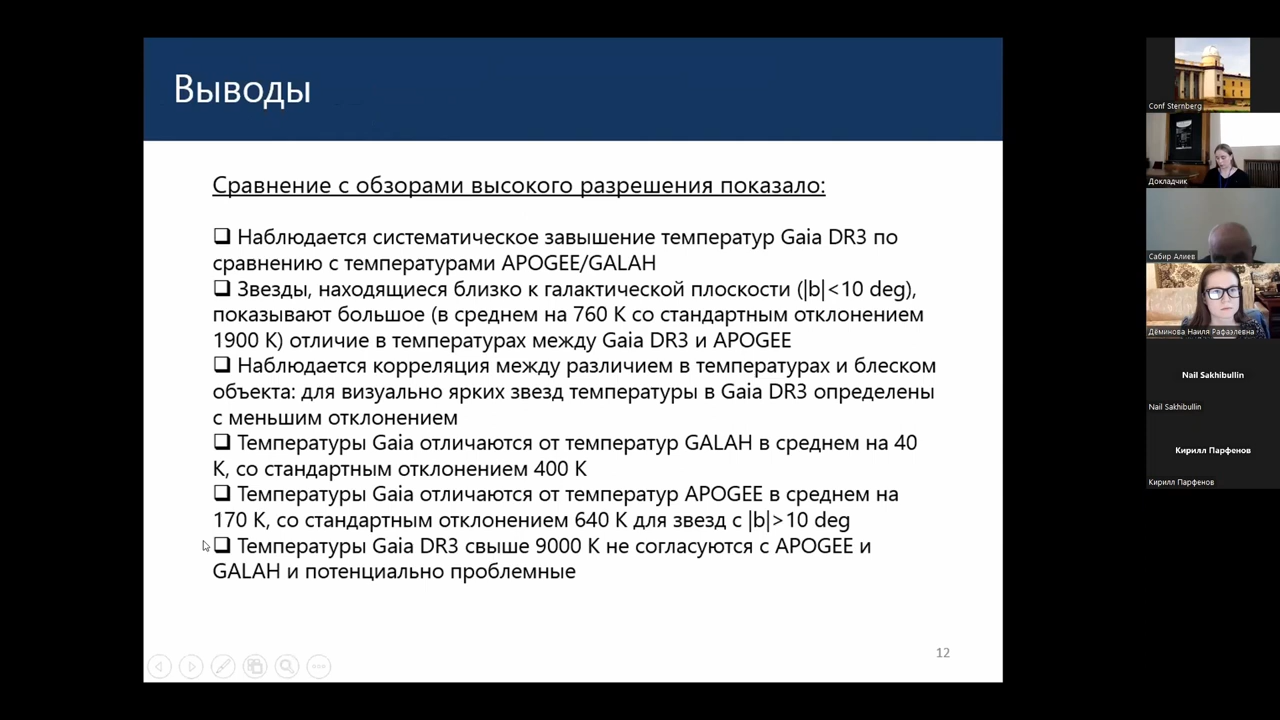 Выводы
Сравнение с обзорами высокого разрешения показало:
Наблюдается систематическое завышение температур Gaia DR3 по
сравнению с температурами APOGEE/GALAH
Звезды, находящиеся близко к галактической плоскости (|b|<10 deg),
показывают большое (в среднем на 760 К со стандартным отклонением
1900 К) отличие в температурах между Gaia DR3 и APOGEE
Наблюдается корреляция между различием в температурах и блеском
объекта: для визуально ярких звезд температуры в Gaia DR3 определены
с меньшим отклонением
Температуры Gaia отличаются от температур GALAH в среднем на 40
К, со стандартным отклонением 400 К
Температуры Gaia отличаются от температур APOGEE в среднем на
170 К, со стандартным отклонением 640 К для звезд с |b|>10 deg
Температуры Gaia DR3 свыше 9000 К не согласуются с APOGEE и
GALAH и потенциально проблемные
12
Conf Sternberg
Докладчик
Сабир Алиев
Дёминова Наиля Рафаэлевна
Nail Sakhibullin
Nail Sakhibullin
Кирилл Парфенов
Кирилл Парфенов